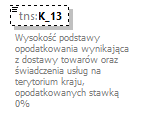 tns:K_13
Wysokość podstawy
opodatkowania wynikająca
z dostawy towarów oraz
świadczenia usług na
terytorium kraju,
opodatkowanych stawką
0%